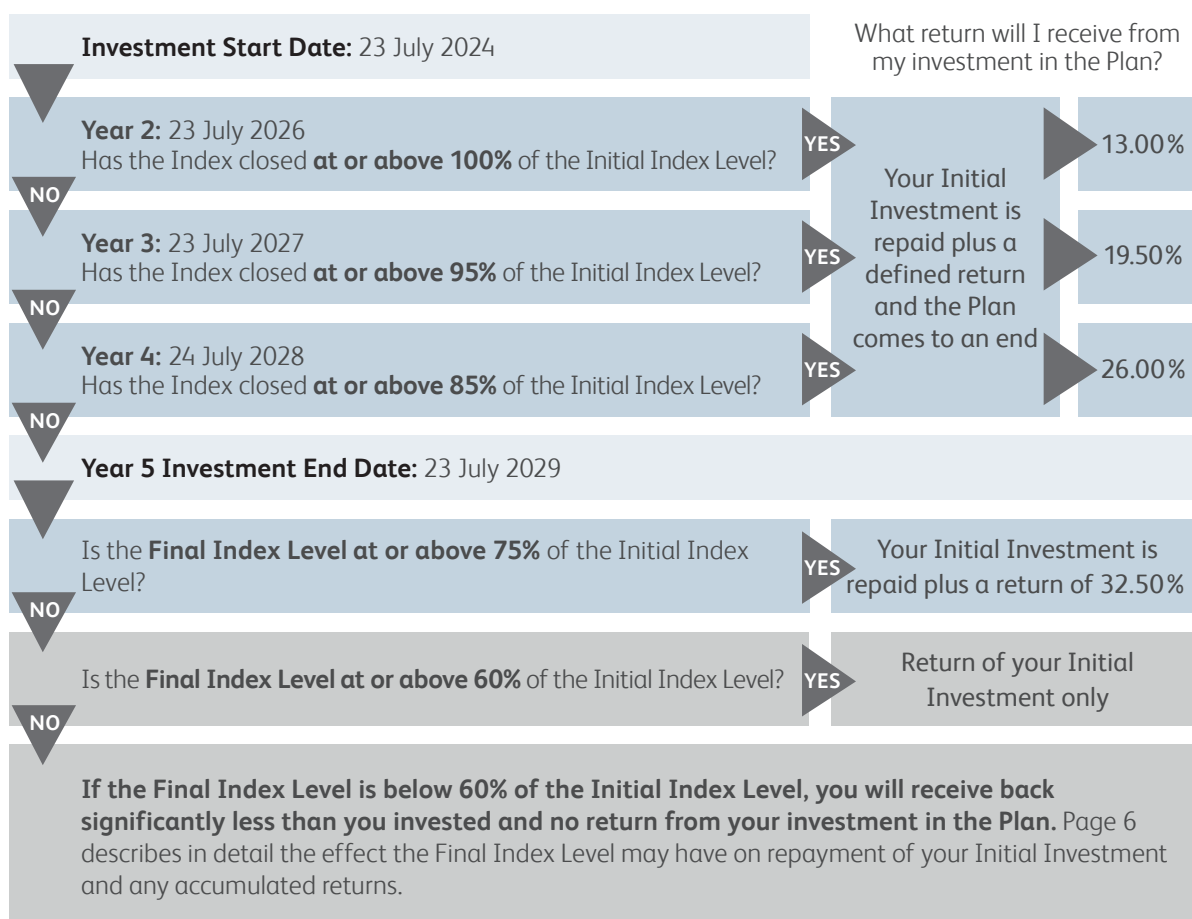 Investment Start Date: 23 July 2024
What return will I receive from
my investment in the Plan?
Year 2: 23 July 2026
Has the Index closed at or above 100% of the Initial Index Level?
YES
13.00%
NO
Year 3: 23 July 2027
Has the Index closed at or above 95% of the Initial Index Level?
YES
Your Initial
Investment is
repaid plus a
defined return
and the Plan
comes to an end
19.50%
NO
Year 4: 24 July 2028
Has the Index closed at or above 85% of the Initial Index Level?
YES
26.00%
NO
Year 5 Investment End Date: 23 July 2029
Is the Final Index Level at or above 75% of the Initial Index
Level?
YES
Your Initial Investment is
repaid plus a return of 32.50%
NO
Is the Final Index Level at or above 60% of the Initial Index Level?
YES
Return of your Initial
Investment only
NO
If the Final Index Level is below 60% of the Initial Index Level, you will receive back
significantly less than you invested and no return from your investment in the Plan. Page 6
describes in detail the effect the Final Index Level may have on repayment of your Initial Investment
and any accumulated returns.